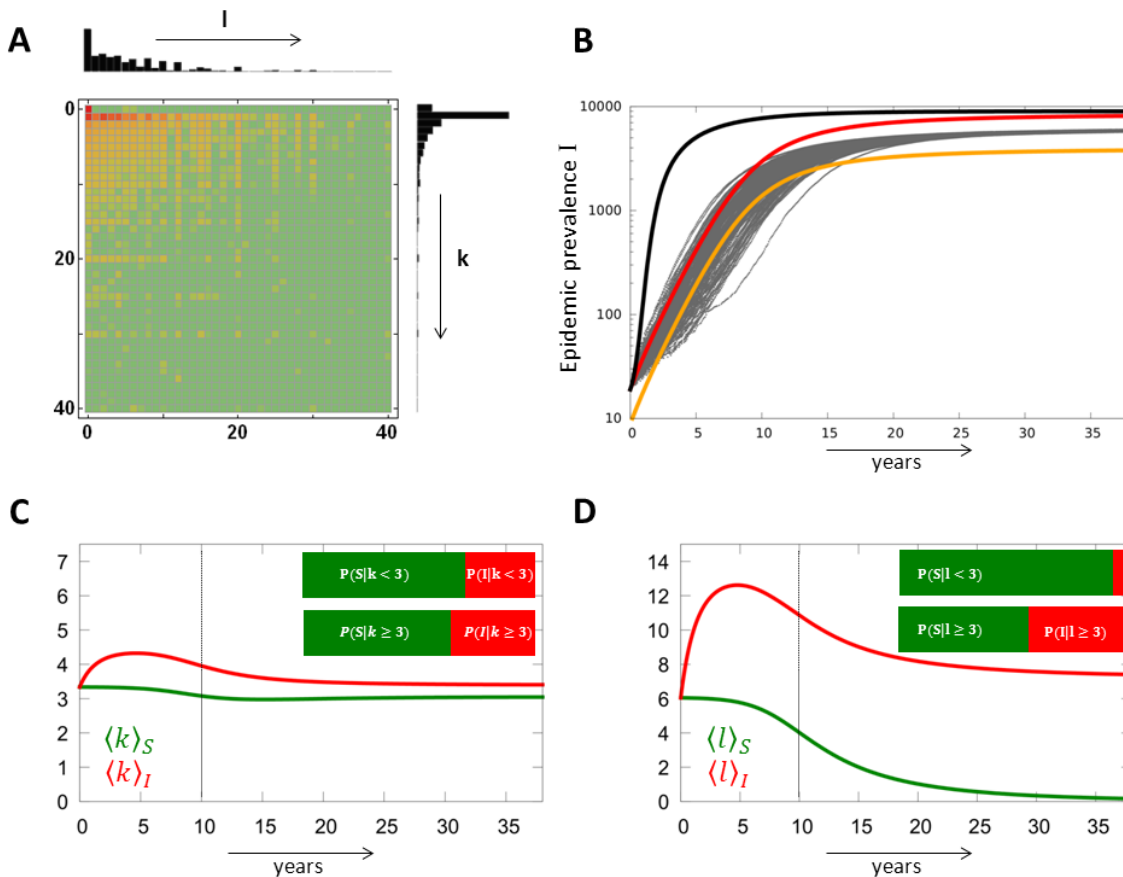 A
l
0
20
40
0
20
40
k
B
Epidemic prevalence I
10000
1000
100
10
0
5
10
15
20
25
30
35
years
C
7
6
5
4
3
2
1
0
P(S|k < 3) P(I|k < 3)
P(S|k ≥ 3) P(I|k ≥ 3)
⟨k⟩S
⟨k⟩I
0 5 10 15 20 25 30 35
years
D
14
12
10
8
6
4
2
0
P(S|l < 3)
P(S|l ≥ 3) P(I|l ≥ 3)
⟨l⟩S
⟨l⟩I
0 5 10 15 20 25 30 35
years